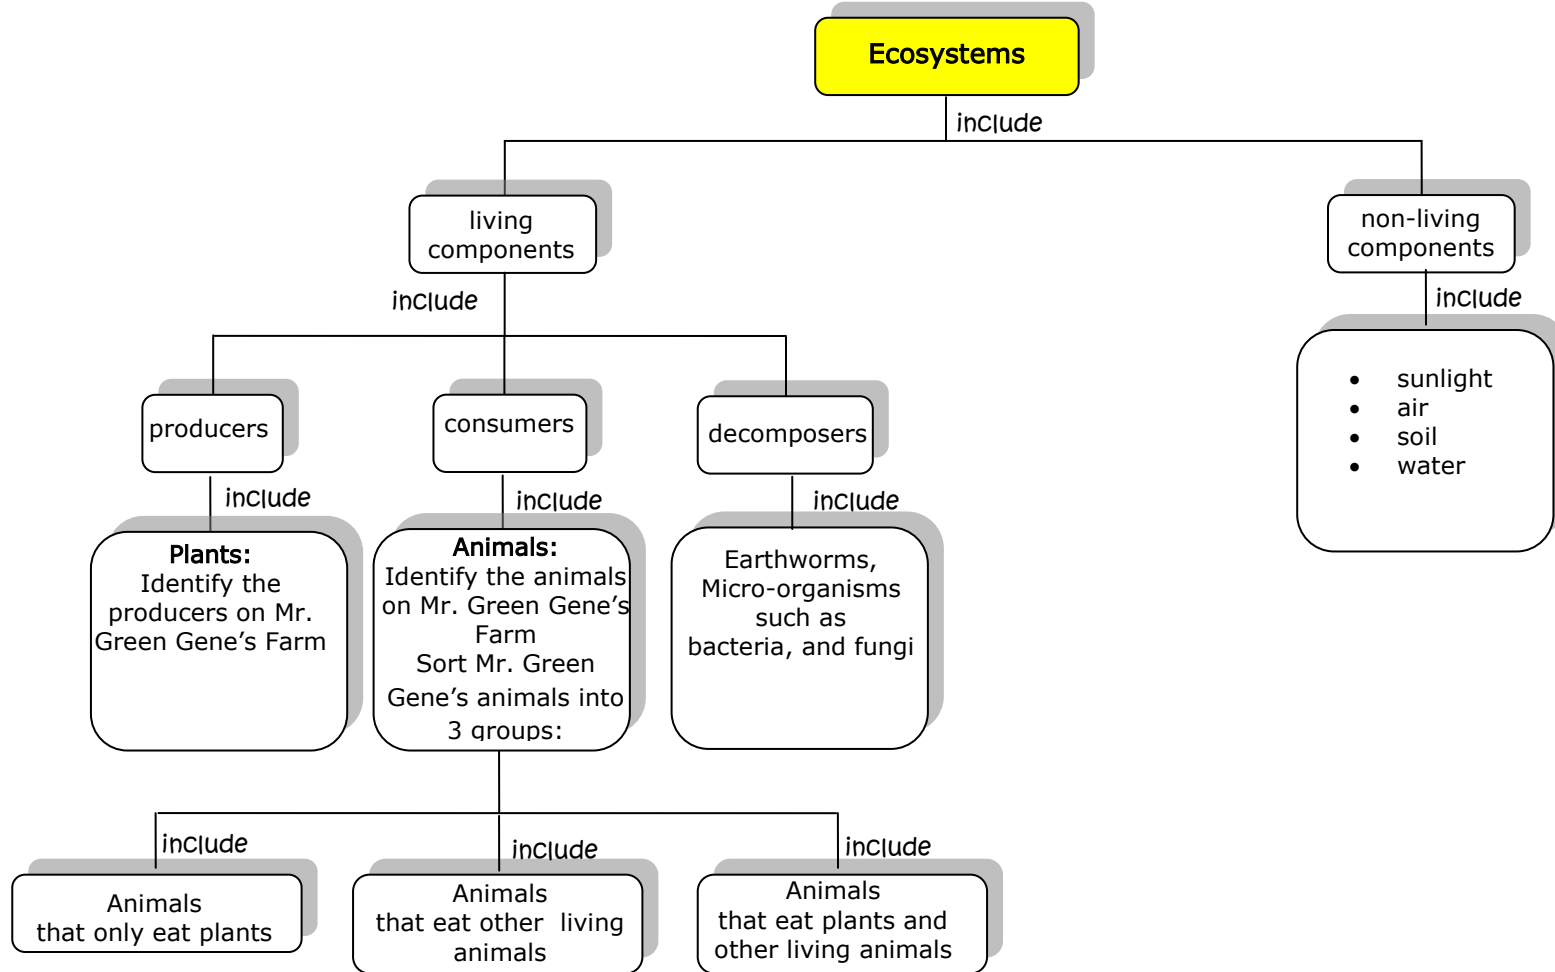 Ecosystems
include
living
components
non-living
components
include
include
• sunlight
• air
• soil
• water
producers
consumers
decomposers
include
include
include
Plants:
Identify the
producers on Mr.
Green Gene’s Farm
Animals:
Identify the animals
on Mr. Green Gene’s
Farm
Sort Mr. Green
Gene’s animals into
3 groups:
Earthworms,
Micro-organisms
such as
bacteria, and fungi
include
include
include
Animals
that only eat plants
Animals
that eat other  living
animals
Animals
that eat plants and
other living animals